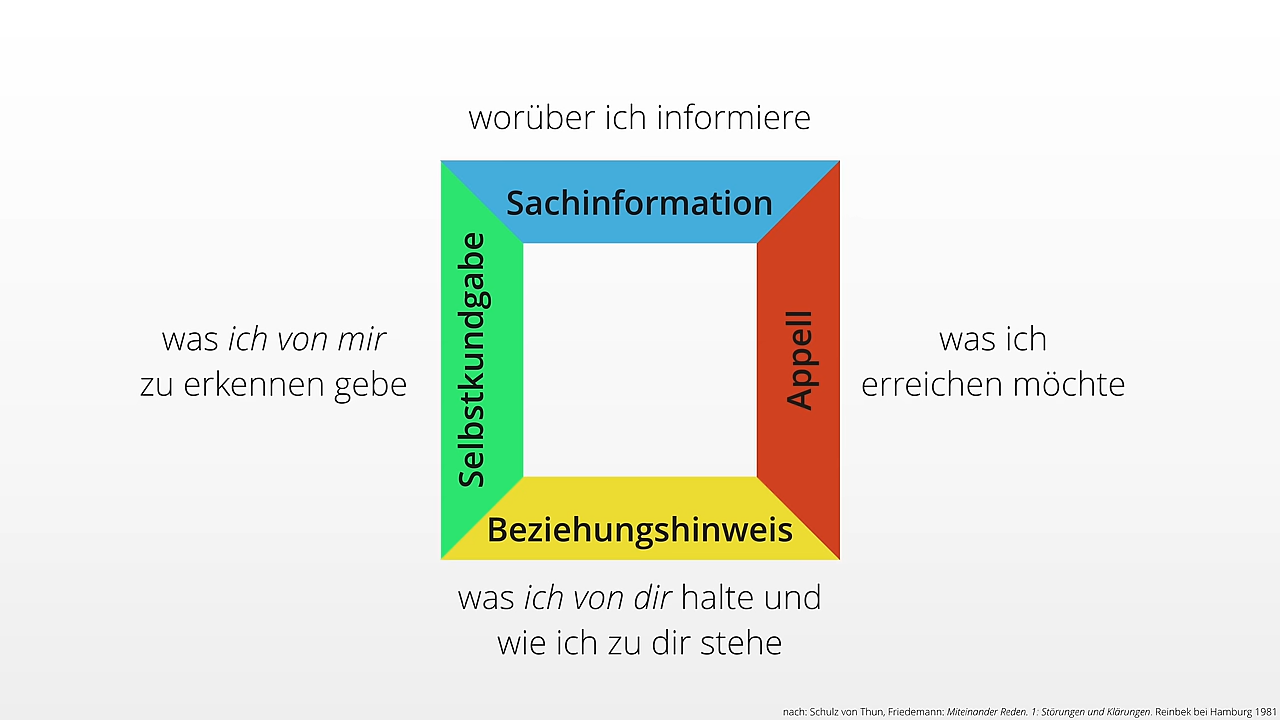 worüber ich informiere
Sachinformation
Selbstkundgabe
was ich von mir
zu erkennen gebe
Appell
was ich
erreichen möchte
Beziehungshinweis
was ich von dir halte und
wie ich zu dir stehe
nach: Schulz von Thun, Friedemann: Miteinander Reden. 1: Störungen und Klärungen. Reinbek bei Hamburg 1981